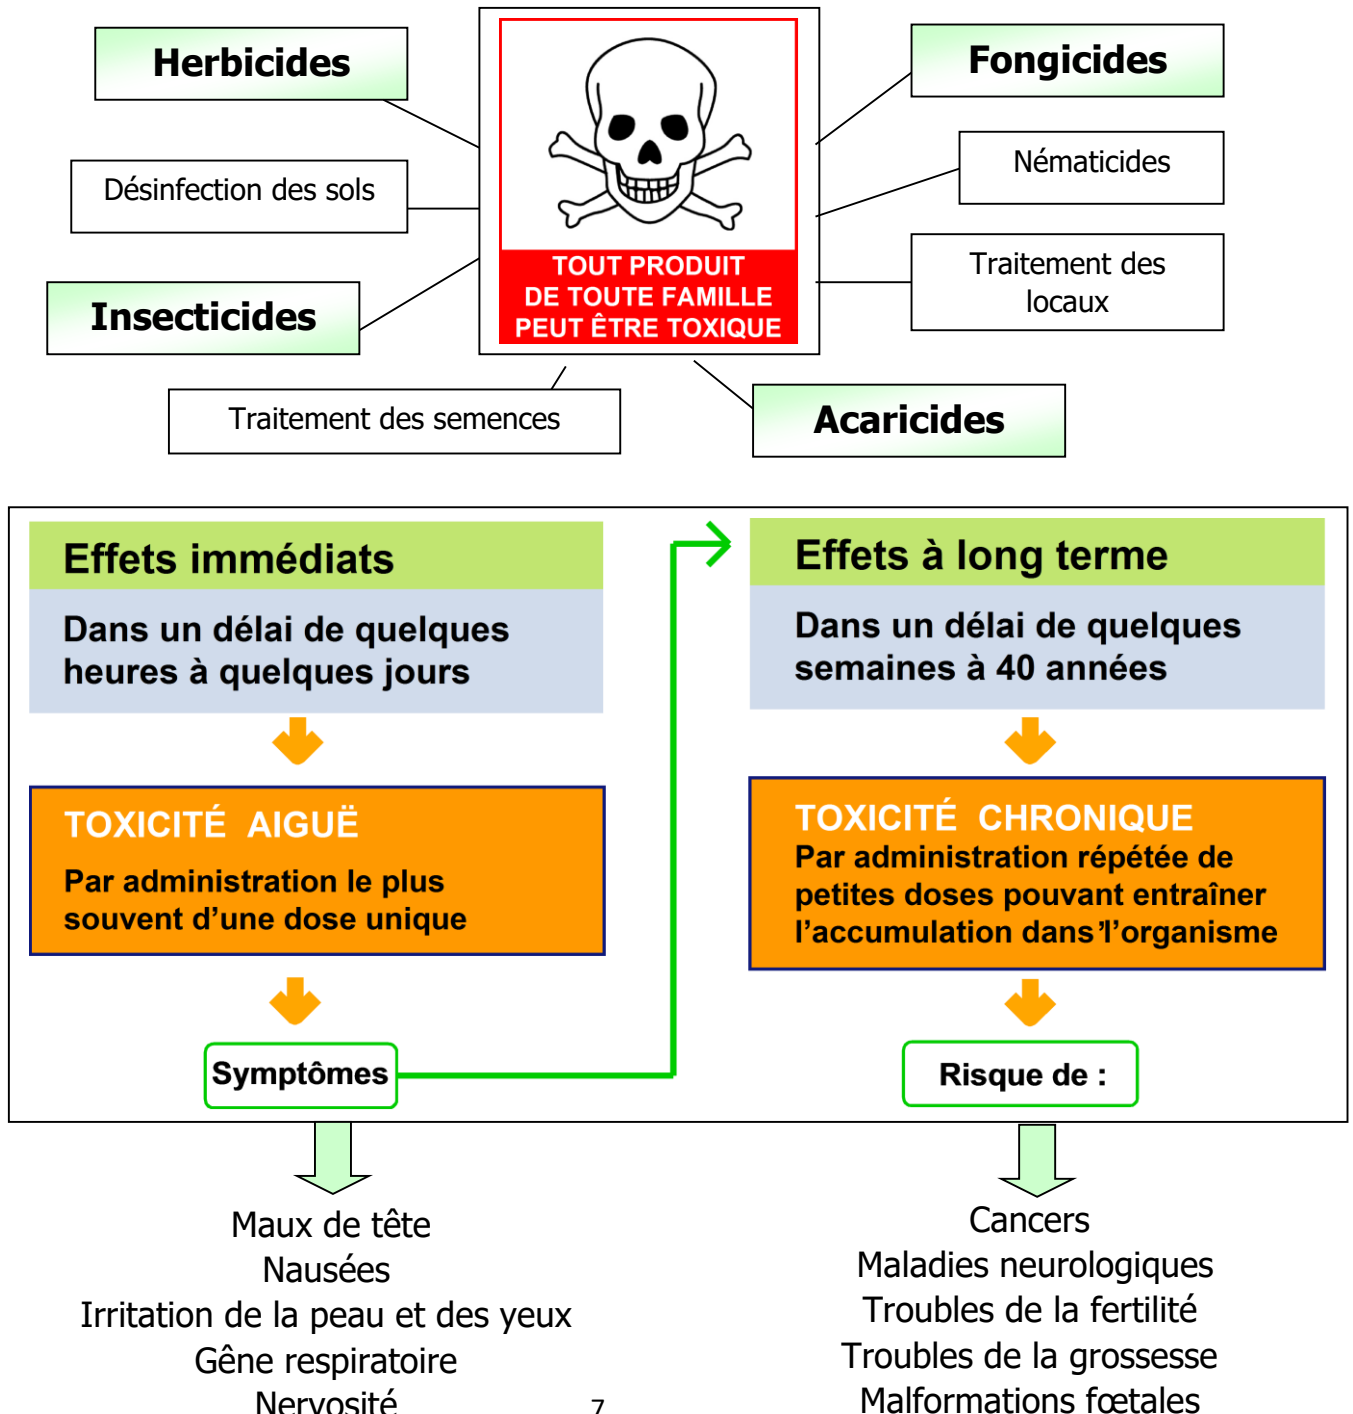 Herbicides
Fongicides
Désinfection des sols
Némаticides
Insecticides
Traitement des
locaux
TOUT PRODUIT
DE TOUTE FAMILLE
PEUT ÊTRE TOXIQUE
Traitement des semences
Acaricides
Effets immédiats
Dans un délai de quelques
heures à quelques jours
TOXICITÉ AIGUË
Par administration le plus
souvent d’une dose unique
Symptômes
Effets à long terme
Dans un délai de quelques
semaines à 40 années
TOXICITÉ CHRONIQUE
Par administration répétée de
petites doses pouvant entraîner
l’accumulation dans’l’organisme
Risque de :
Maux de tête
Nausées
Irritation de la peau et des yeux
Gêne respiratoire
Nervosité
Cancers
Maladies neurologiques
Troubles de la fertilité
Troubles de la grossesse
Malformations fœtales
7